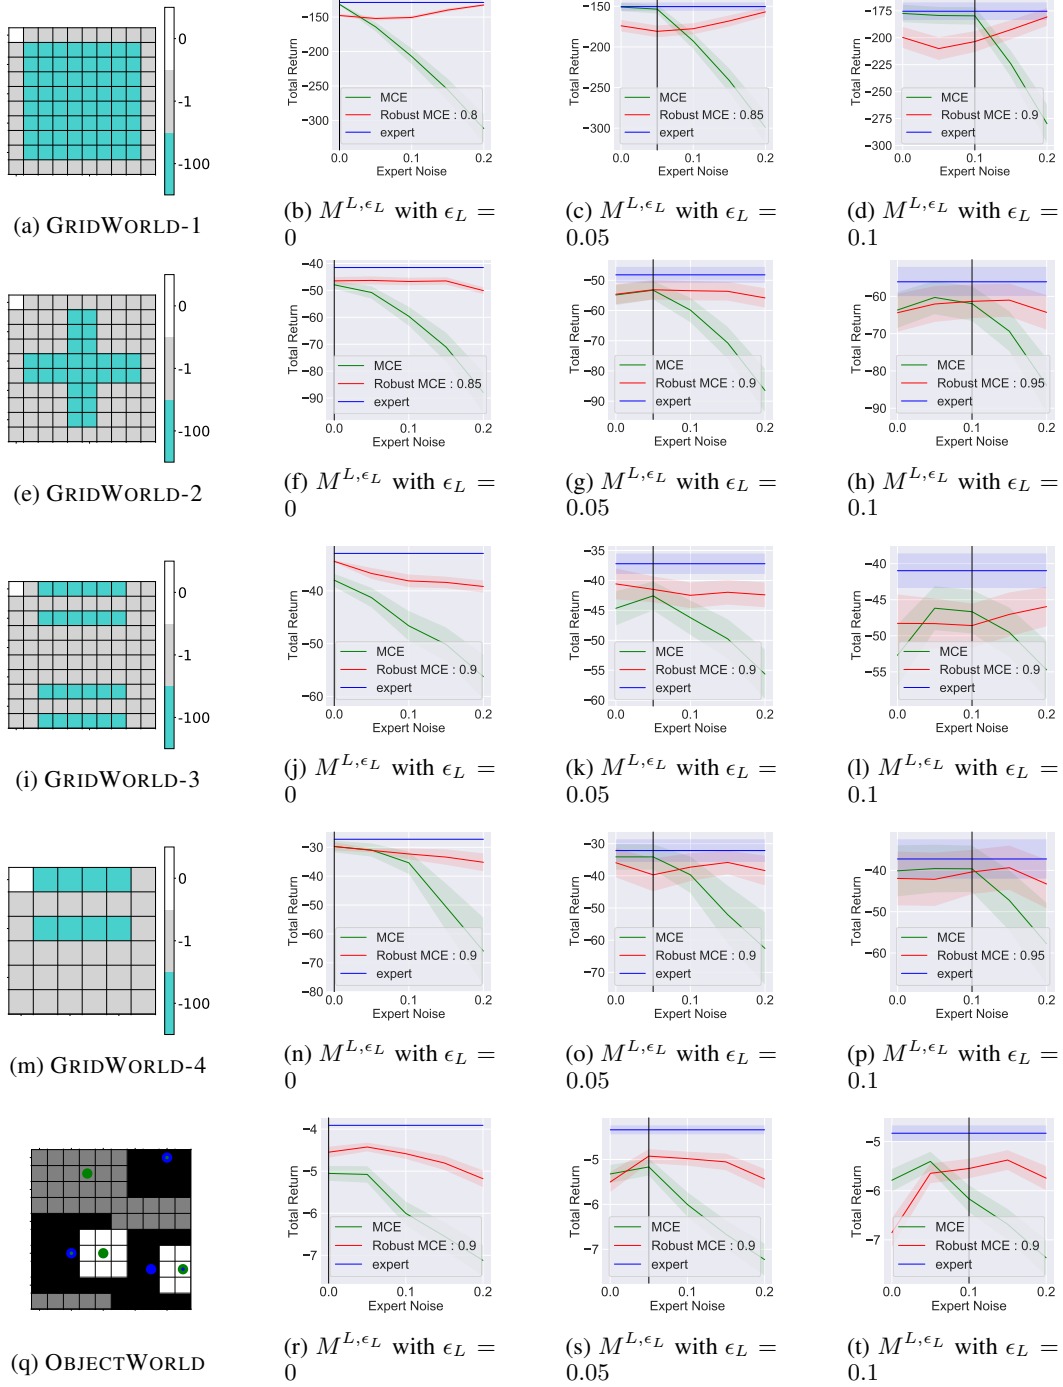 0
-1
-100
(a) GRIDWORLD-1
−150
−200
−250
−300
Total Return
MCE
Robust MCE : 0.8
expert
0.0
0.1
0.2
Expert Noise
(b) M^{L,ϵ_L} with ϵ_L =
0
−150
−200
−250
−300
Total Return
MCE
Robust MCE : 0.85
expert
0.0
0.1
0.2
Expert Noise
(c) M^{L,ϵ_L} with ϵ_L =
0.05
−175
−200
−225
−250
−275
−300
Total Return
MCE
Robust MCE : 0.9
expert
0.0
0.1
0.2
Expert Noise
(d) M^{L,ϵ_L} with ϵ_L =
0.1
0
-1
-100
(e) GRIDWORLD-2
−40
−50
−60
−70
−80
−90
Total Return
MCE
Robust MCE : 0.85
expert
0.0
0.1
0.2
Expert Noise
(f) M^{L,ϵ_L} with ϵ_L =
0
−50
−60
−70
−80
−90
Total Return
MCE
Robust MCE : 0.9
expert
0.0
0.1
0.2
Expert Noise
(g) M^{L,ϵ_L} with ϵ_L =
0.05
−60
−70
−80
−90
Total Return
MCE
Robust MCE : 0.95
expert
0.0
0.1
0.2
Expert Noise
(h) M^{L,ϵ_L} with ϵ_L =
0.1
0
-1
-100
(i) GRIDWORLD-3
−40
−50
−60
Total Return
MCE
Robust MCE : 0.9
expert
0.0
0.1
0.2
Expert Noise
(j) M^{L,ϵ_L} with ϵ_L =
0
−35
−40
−45
−50
−55
−60
Total Return
MCE
Robust MCE : 0.9
expert
0.0
0.1
0.2
Expert Noise
(k) M^{L,ϵ_L} with ϵ_L =
0.05
−40
−45
−50
−55
Total Return
MCE
Robust MCE : 0.9
expert
0.0
0.1
0.2
Expert Noise
(l) M^{L,ϵ_L} with ϵ_L =
0.1
0
-1
-100
(m) GRIDWORLD-4
−30
−40
−50
−60
−70
−80
Total Return
MCE
Robust MCE : 0.9
expert
0.0
0.1
0.2
Expert Noise
(n) M^{L,ϵ_L} with ϵ_L =
0
−30
−40
−50
−60
−70
Total Return
MCE
Robust MCE : 0.9
expert
0.0
0.1
0.2
Expert Noise
(o) M^{L,ϵ_L} with ϵ_L =
0.05
−40
−50
−60
Total Return
MCE
Robust MCE : 0.95
expert
0.0
0.1
0.2
Expert Noise
(p) M^{L,ϵ_L} with ϵ_L =
0.1
(q) OBJECTWORLD
−4
−5
−6
−7
Total Return
MCE
Robust MCE : 0.9
expert
0.0
0.1
0.2
Expert Noise
(r) M^{L,ϵ_L} with ϵ_L =
0
−5
−6
−7
Total Return
MCE
Robust MCE : 0.9
expert
0.0
0.1
0.2
Expert Noise
(s) M^{L,ϵ_L} with ϵ_L =
0.05
−5
−6
−7
Total Return
MCE
Robust MCE : 0.9
expert
0.0
0.1
0.2
Expert Noise
(t) M^{L,ϵ_L} with ϵ_L =
0.1